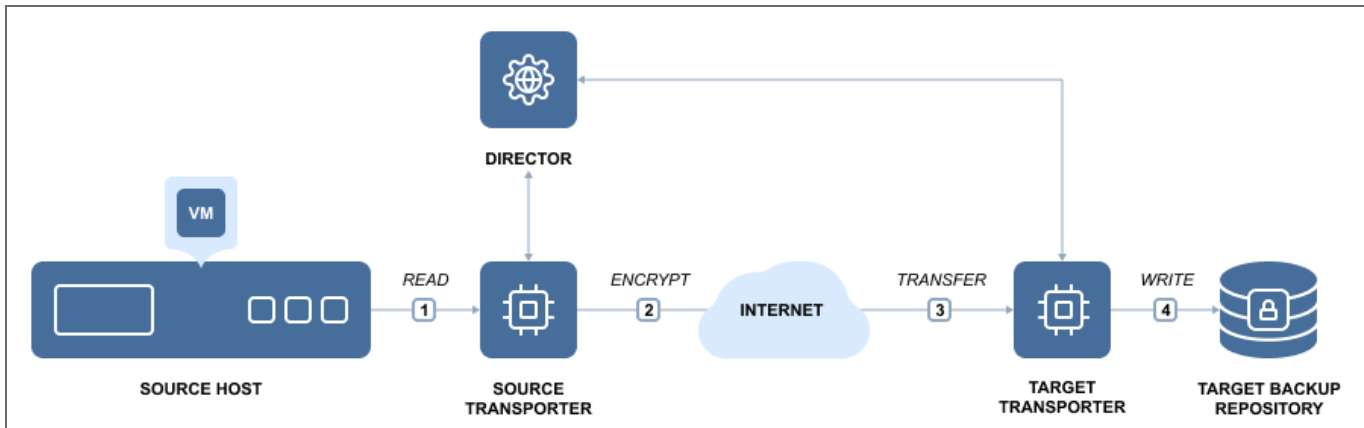 DIRECTOR
VM
READ
1
ENCRYPT
2
INTERNET
TRANSFER
3
WRITE
4
SOURCE HOST
SOURCE
TRANSPORTER
TARGET
TRANSPORTER
TARGET BACKUP
REPOSITORY